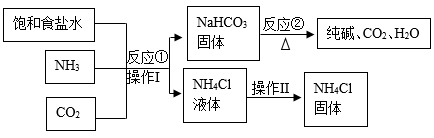 饱和食盐水
NH3
CO2
反应①
操作I
NaHCO3
固体
反应②
△
纯碱、CO2、H2O
NH4Cl
液体
操作II
NH4Cl
固体